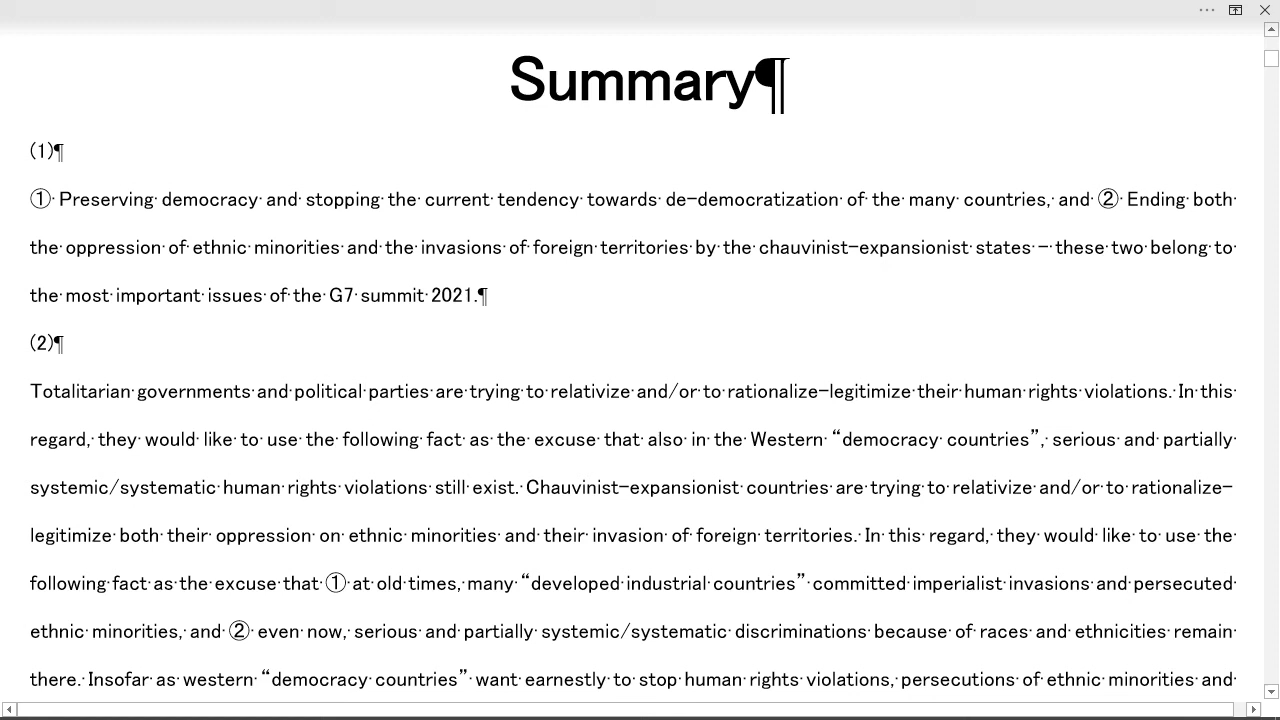 Summary¶
(1)¶
① Preserving democracy and stopping the current tendency towards de-democratization of the many countries, and ② Ending both
the oppression of ethnic minorities and the invasions of foreign territories by the chauvinist-expansionist states - these two belong to
the most important issues of the G7 summit 2021.¶
(2)¶
Totalitarian governments and political parties are trying to relativize and/or to rationalize-legitimize their human rights violations. In this
regard, they would like to use the following fact as the excuse that also in the Western “democracy countries”, serious and partially
systemic/systematic human rights violations still exist. Chauvinist-expansionist countries are trying to relativize and/or to rationalize-
legitimize both their oppression on ethnic minorities and their invasion of foreign territories. In this regard, they would like to use the
following fact as the excuse that ① at old times, many “developed industrial countries” committed imperialist invasions and persecuted
ethnic minorities, and ② even now, serious and partially systemic/systematic discriminations because of races and ethnicities remain
there. Insofar as western “democracy countries” want earnestly to stop human rights violations, persecutions of ethnic minorities and